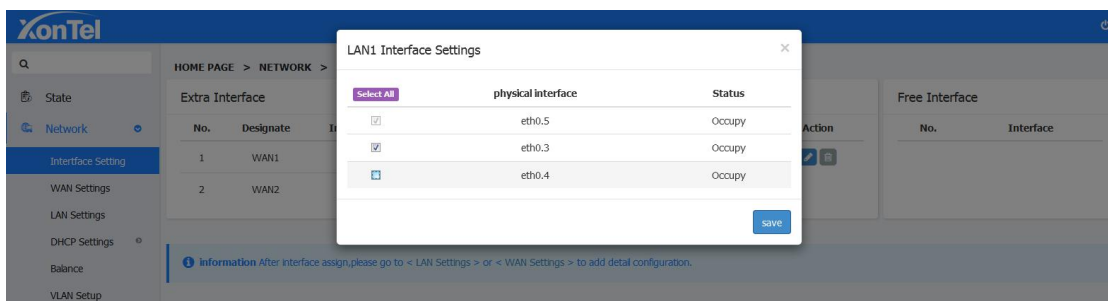 XonTel
LAN1 Interface Settings
×
HOME PAGE > NETWORK >
Select All physical interface Status
eth0.5 Occupy
eth0.3 Occupy
eth0.4 Occupy
save
State
Network
Interface Setting
WAN Settings
LAN Settings
DHCP Settings
Balance
VLAN Setup
Extra Interface
No. Designate
1 WAN1
2 WAN2
Action
Free Interface
No. Interface
information After interface assign,please go to < LAN Settings > or < WAN Settings > to add detail configuration.